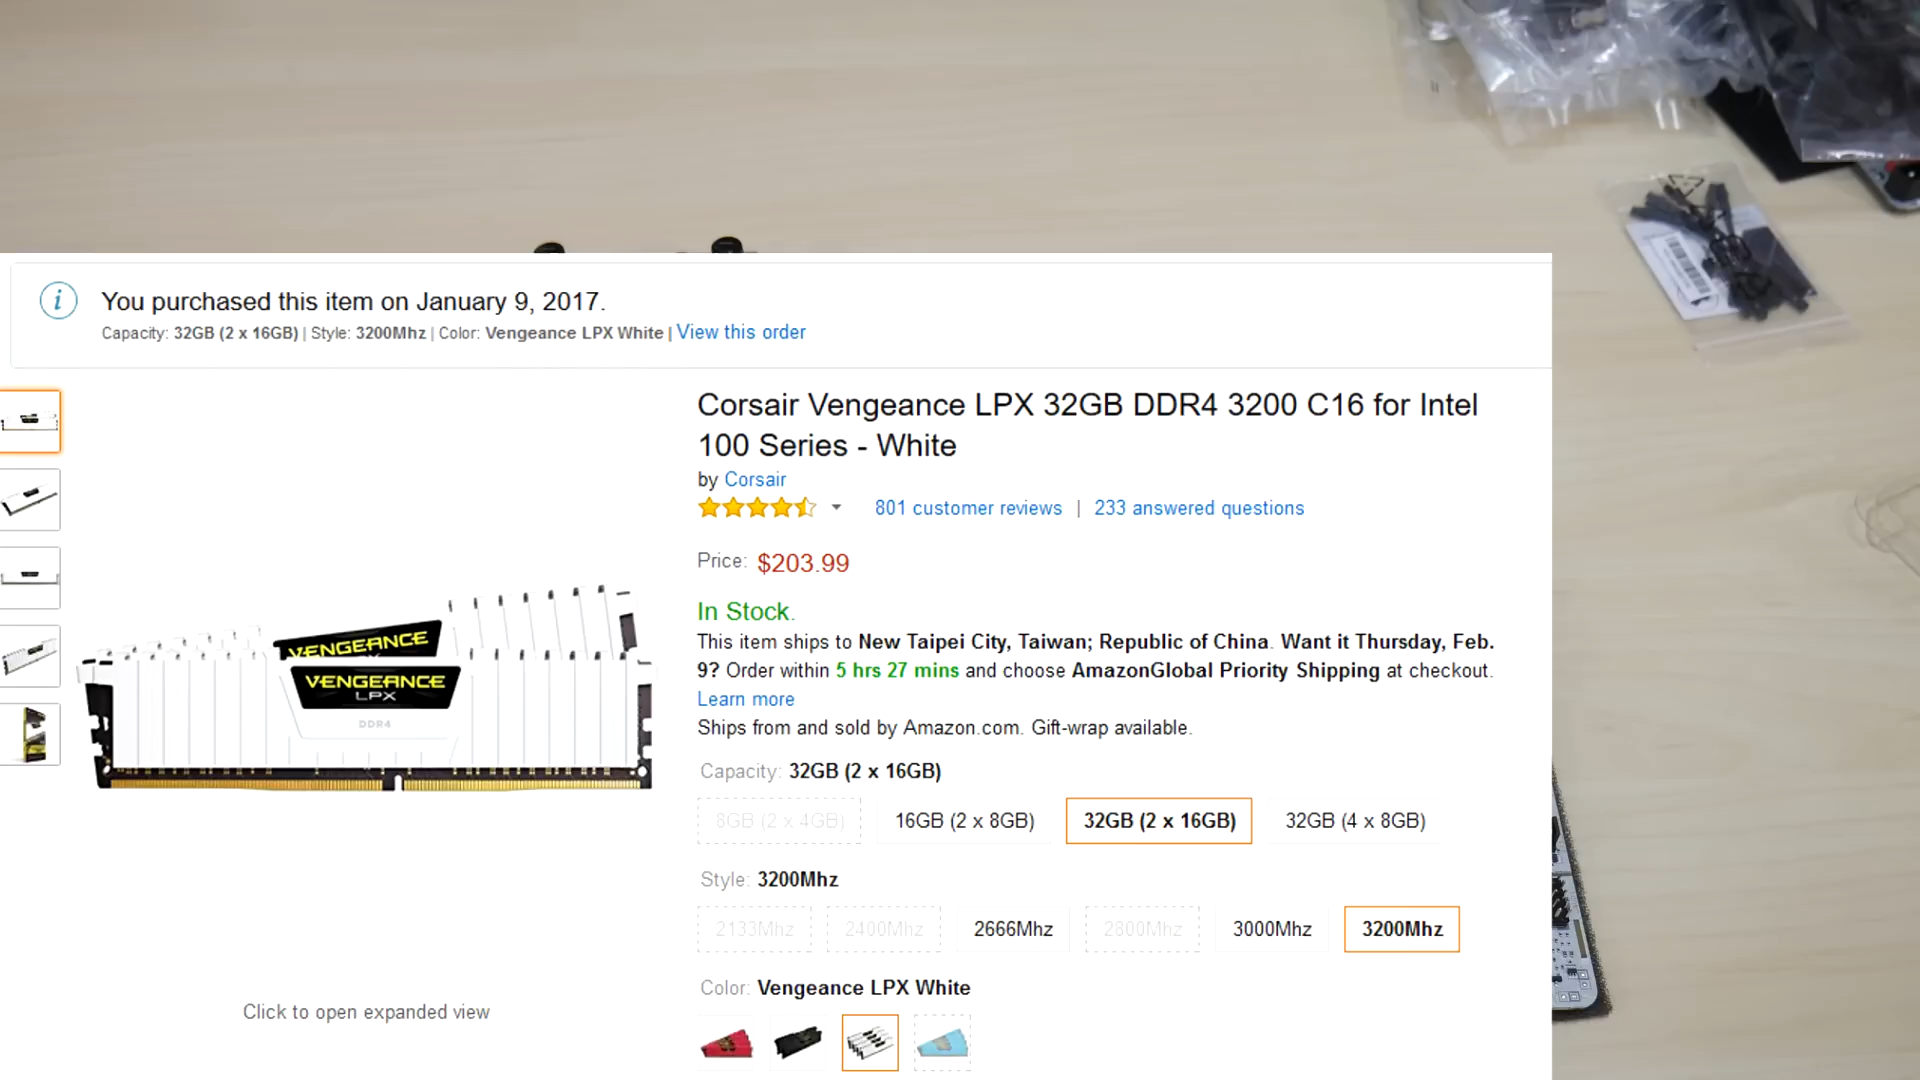 You purchased this item on January 9, 2017.
Capacity: 32GB (2 x 16GB) | Style: 3200Mhz | Color: Vengeance LPX White | View this order
Corsair Vengeance LPX 32GB DDR4 3200 C16 for Intel
100 Series - White
by Corsair
801 customer reviews | 233 answered questions
Price: $203.99
In Stock.
This item ships to New Taipei City, Taiwan; Republic of China. Want it Thursday, Feb.
9? Order within 5 hrs 27 mins and choose AmazonGlobal Priority Shipping at checkout.
Learn more
Ships from and sold by Amazon.com. Gift-wrap available.
VENGEANCE
VENGEANCE
LPX
DDR4
Capacity: 32GB (2 x 16GB)
8GB (2 x 4GB) 16GB (2 x 8GB) 32GB (2 x 16GB) 32GB (4 x 8GB)
Style: 3200Mhz
2133Mhz 2400Mhz 2666Mhz 2800Mhz 3000Mhz 3200Mhz
Color: Vengeance LPX White
Click to open expanded view